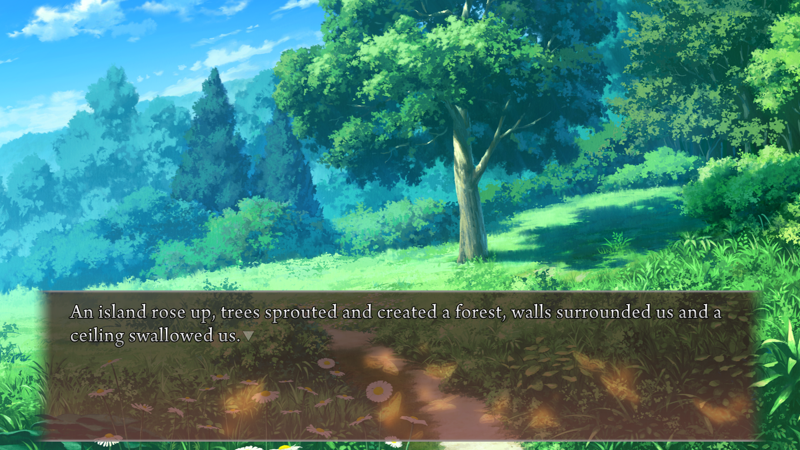 An island rose up, trees sprouted and created a forest, walls surrounded us and a
ceiling swallowed us.